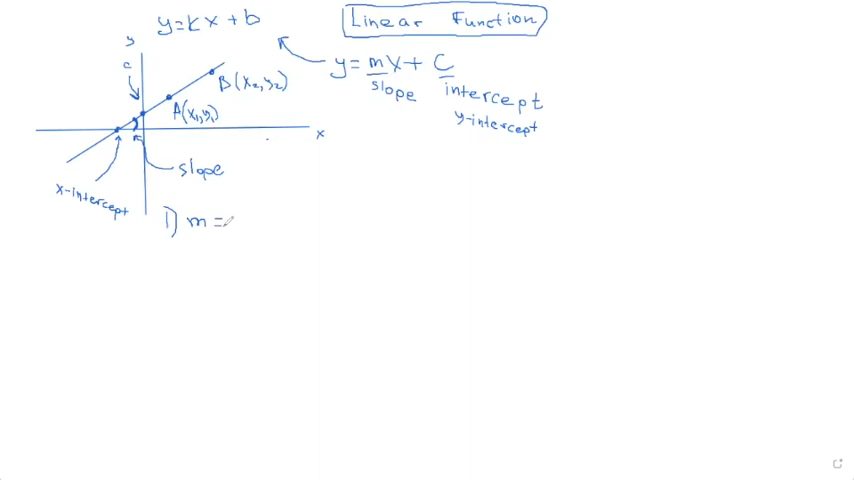 y=kx+b
Linear Function
y=mx+C
slope
intercept
y-intercept
y
c
B(x₂,y₂)
A(x₁,y₁)
x
slope
x-intercept
1) m =